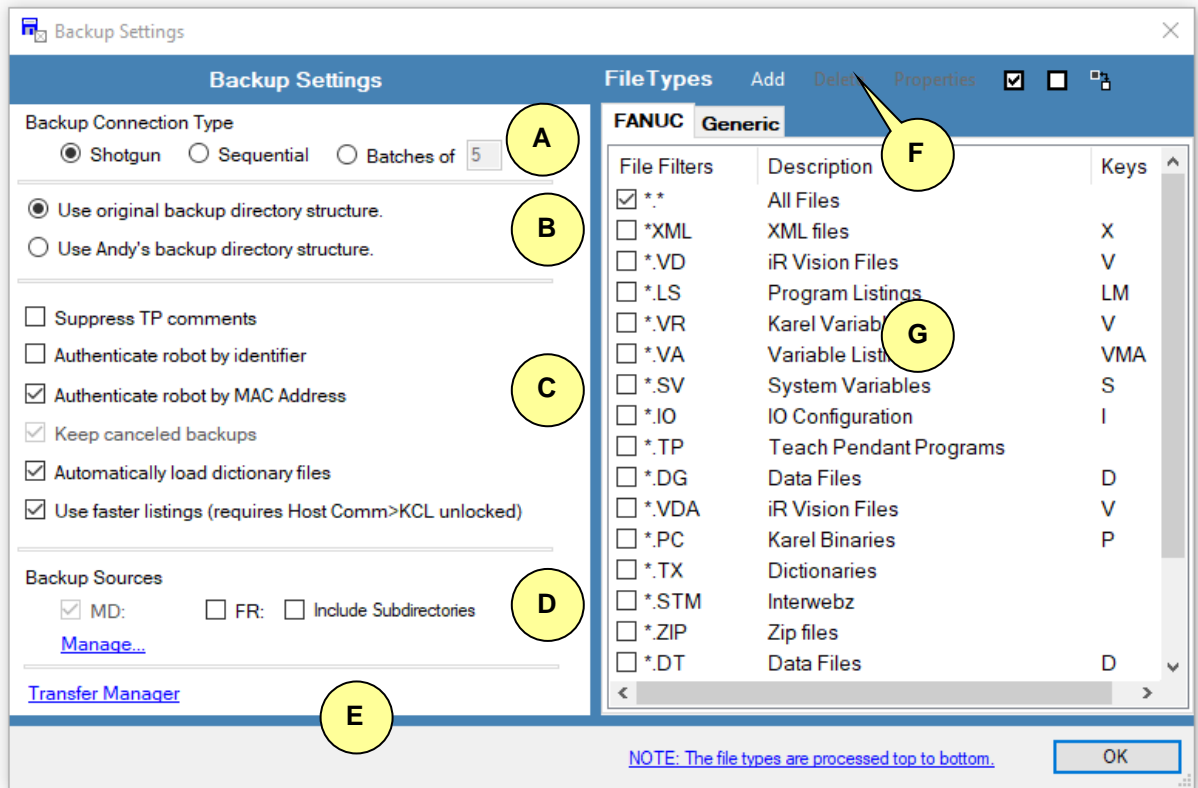 Backup Settings
Backup Settings
Backup Connection Type
Shotgun Sequential Batches of 5
A
Use original backup directory structure.
Use Andy's backup directory structure.
B
Suppress TP comments
Authenticate robot by identifier
Authenticate robot by MAC Address
Keep canceled backups
Automatically load dictionary files
Use faster listings (requires Host Comm>KCL unlocked)
C
Backup Sources
MD: FR: Include Subdirectories
Manage...
D
Transfer Manager
E
FileTypes Add Properties
F
FANUC Generic
File Filters Description Keys
*.* All Files
*XML XML files X
*.VD iR Vision Files V
*.LS Program Listings LM
*.VR Karel V
*.VA Variable VMA
G
*.SV System Variables S
*.IO IO Configuration I
*.TP Teach Pendant Programs
*.DG Data Files D
*.VDA iR Vision Files V
*.PC Karel Binaries P
*.TX Dictionaries
*.STM Interwebz
*.ZIP Zip files
*.DT Data Files D
NOTE: The file types are processed top to bottom.
OK